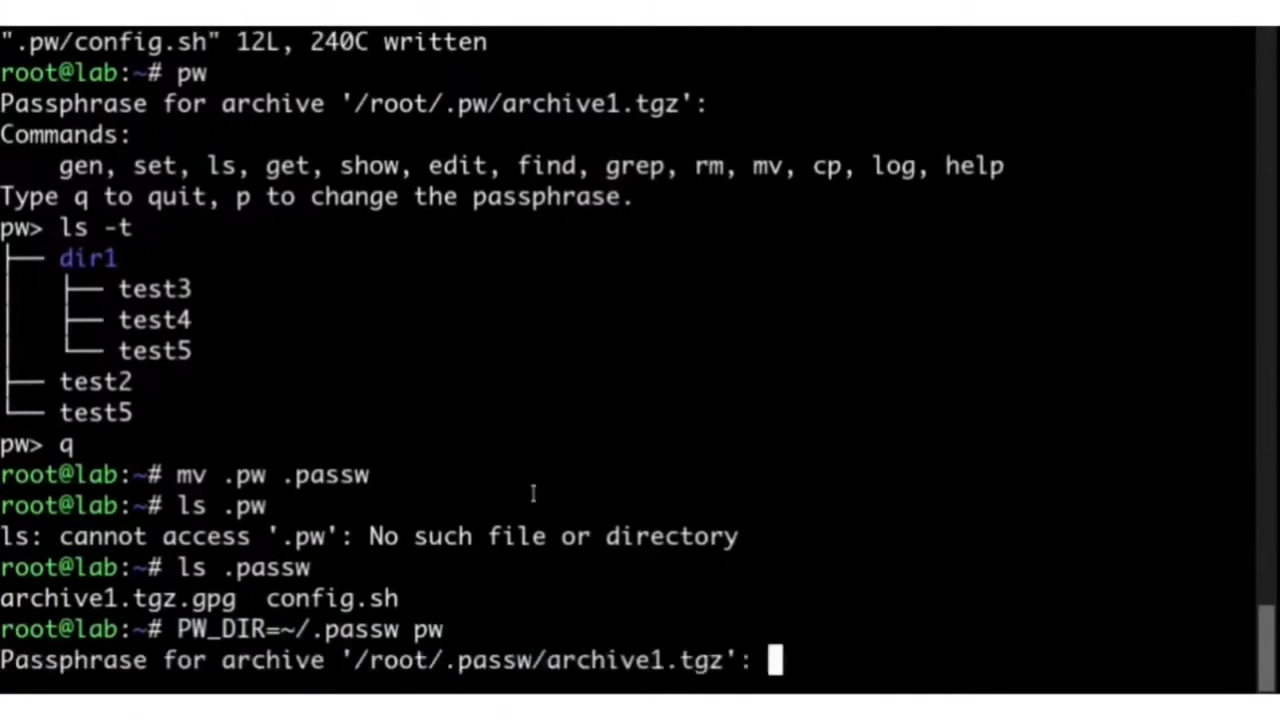 ".pw/config.sh" 12L, 240C written
root@lab:~# pw
Passphrase for archive '/root/.pw/archive1.tgz':
Commands:
    gen, set, ls, get, show, edit, find, grep, rm, mv, cp, log, help
Type q to quit, p to change the passphrase.
pw> ls -t
├── dir1
│   ├── test3
│   ├── test4
│   └── test5
├── test2
└── test5
pw> q
root@lab:~# mv .pw .passw
root@lab:~# ls .pw
ls: cannot access '.pw': No such file or directory
root@lab:~# ls .passw
archive1.tgz.gpg  config.sh
root@lab:~# PW_DIR=~/.passw pw
Passphrase for archive '/root/.passw/archive1.tgz':